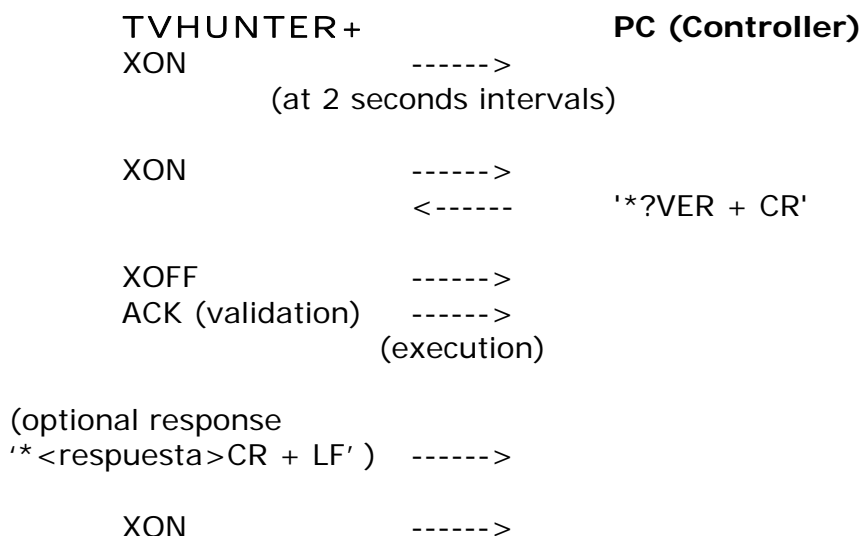 TVHUNTER+ PC (Controller)
XON ------>
(at 2 seconds intervals)
XON ------>
<------ '*?VER + CR'
XOFF ------>
ACK (validation) ------>
(execution)
(optional response
‘*<respuesta>CR + LF’ ) ------>
XON ------>